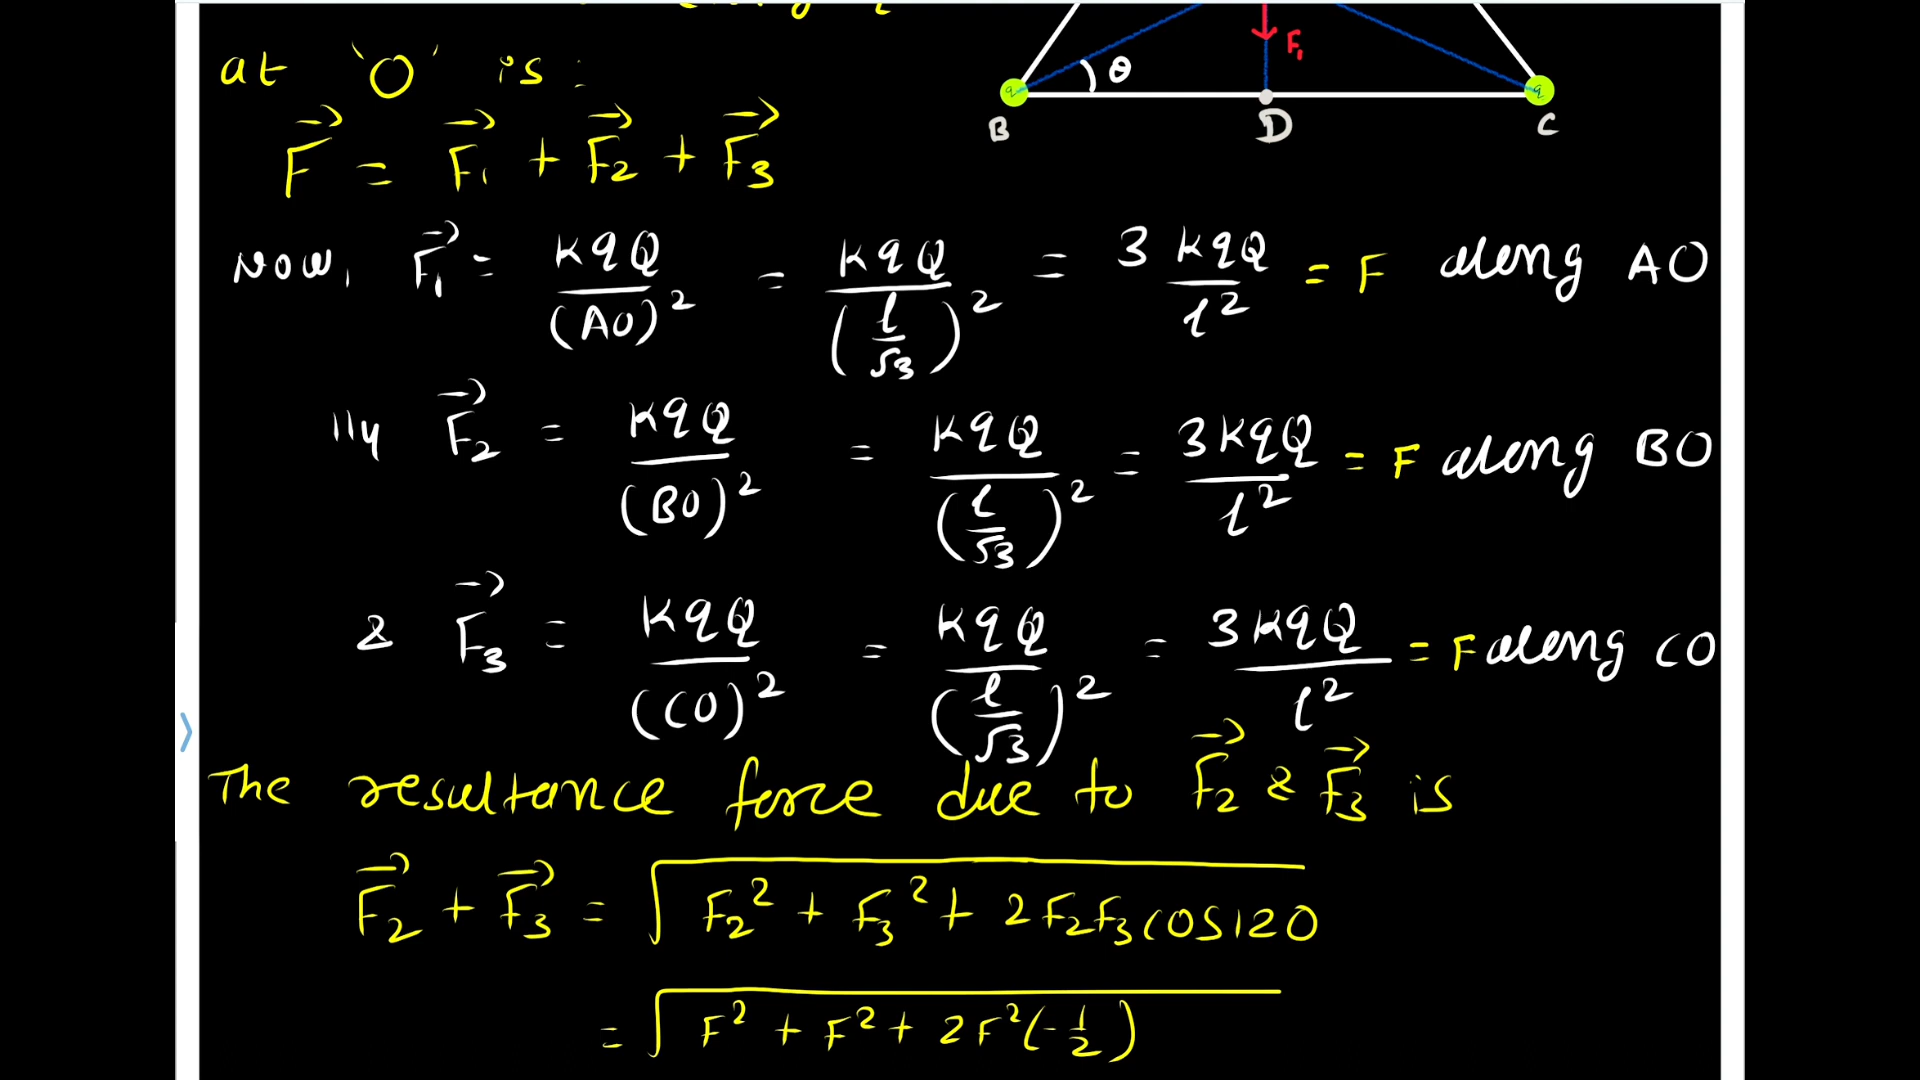 at 'O' is :
F₁
θ
q q
B D C
F⃗ = F⃗₁ + F⃗₂ + F⃗₃
Now, F⃗₁ = KqQ/(AO)² = KqQ/(l/√3)² = 3 KqQ/l² = F along AO
llly F⃗₂ = KqQ/(BO)² = KqQ/(l/√3)² = 3KqQ/l² = F along BO
& F⃗₃ = KqQ/(CO)² = KqQ/(l/√3)² = 3KqQ/l² = F along CO
The resultance force due to F⃗₂ & F⃗₃ is
F⃗₂ + F⃗₃ = √(F₂² + F₃² + 2F₂F₃cos120)
= √(F² + F² + 2F²(-1/2))